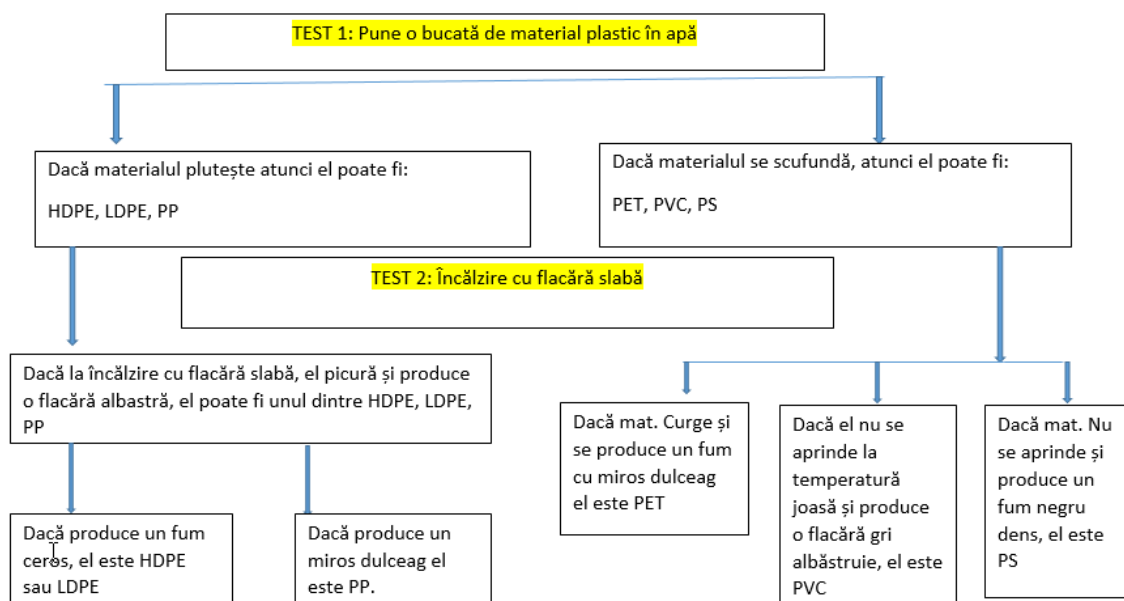 TEST 1: Pune o bucată de material plastic în apă
Dacă materialul plutește atunci el poate fi:
HDPE, LDPE, PP
Dacă materialul se scufundă, atunci el poate fi:
PET, PVC, PS
TEST 2: Încălzire cu flacără slabă
Dacă la încălzire cu flacără slabă, el picură și produce
o flacără albastră, el poate fi unul dintre HDPE, LDPE,
PP
Dacă mat. Curge și
se produce un fum
cu miros dulceag
el este PET
Dacă el nu se
aprinde la
temperatură
joasă și produce
o flacără gri
albăstruie, el este
PVC
Dacă mat. Nu
se aprinde și
produce un
fum negru
dens, el este
PS
Dacă produce un fum
ceros, el este HDPE
sau LDPE
Dacă produce un
miros dulceag el
este PP.